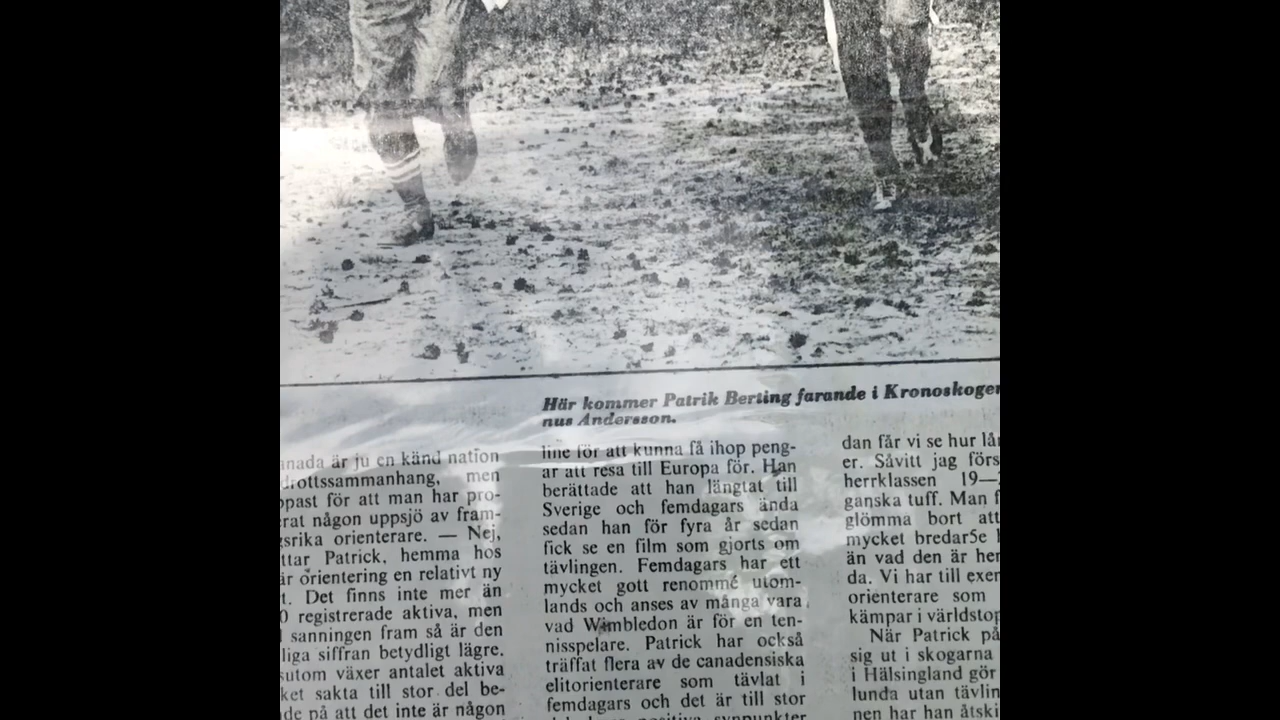 Här kommer Patrik Berting farande i Kronoskogen
nus Andersson.
anada är ju en känd nation
drottssammanhang, men
ppast för att man har pro-
erat någon uppsjö av fram-
gsrika orienterare. — Nej,
ttar Patrick, hemma hos
är orientering en relativt ny
t. Det finns inte mer än
0 registrerade aktiva, men
sanningen fram så är den
liga siffran betydligt lägre.
sutom växer antalet aktiva
ket sakta till stor del be-
de på att det inte är någon
line för att kunna få ihop peng-
ar att resa till Europa för. Han
berättade att han längtat till
Sverige och femdagars ända
sedan han för fyra år sedan
fick se en film som gjorts om
tävlingen. Femdagars har ett
mycket gott renommé utom-
lands och anses av många vara
vad Wimbledon är för en ten-
nisspelare. Patrick har också
träffat flera av de canadensiska
elitorienterare som tävlat i
femdagars och det är till stor
positiva synpunkter
dan får vi se hur lå
er. Såvitt jag förs
herrklassen 19—
ganska tuff. Man f
glömma bort att
mycket bredar5e
än vad den är her
da. Vi har till exer
orienterare som
kämpar i världstop
När Patrick på
sig ut i skogarna
i Hälsingland gör
lunda utan tävlin
nen har han åtski